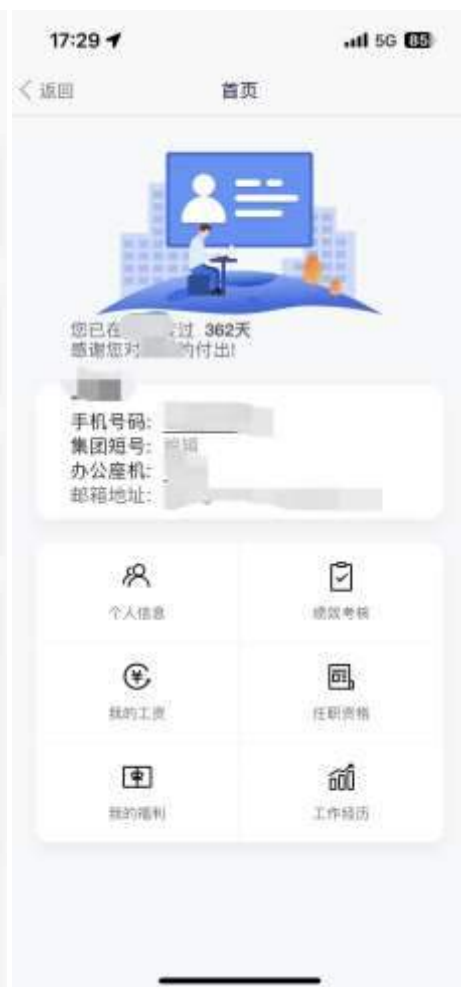 17:29
5G 85
返回
首页
您已在 过 362天
感谢您对 的付出!
手机号码:
集团短号:
办公座机:
邮箱地址:
个人信息
绩效考核
我的工资
任职资格
我的福利
工作经历